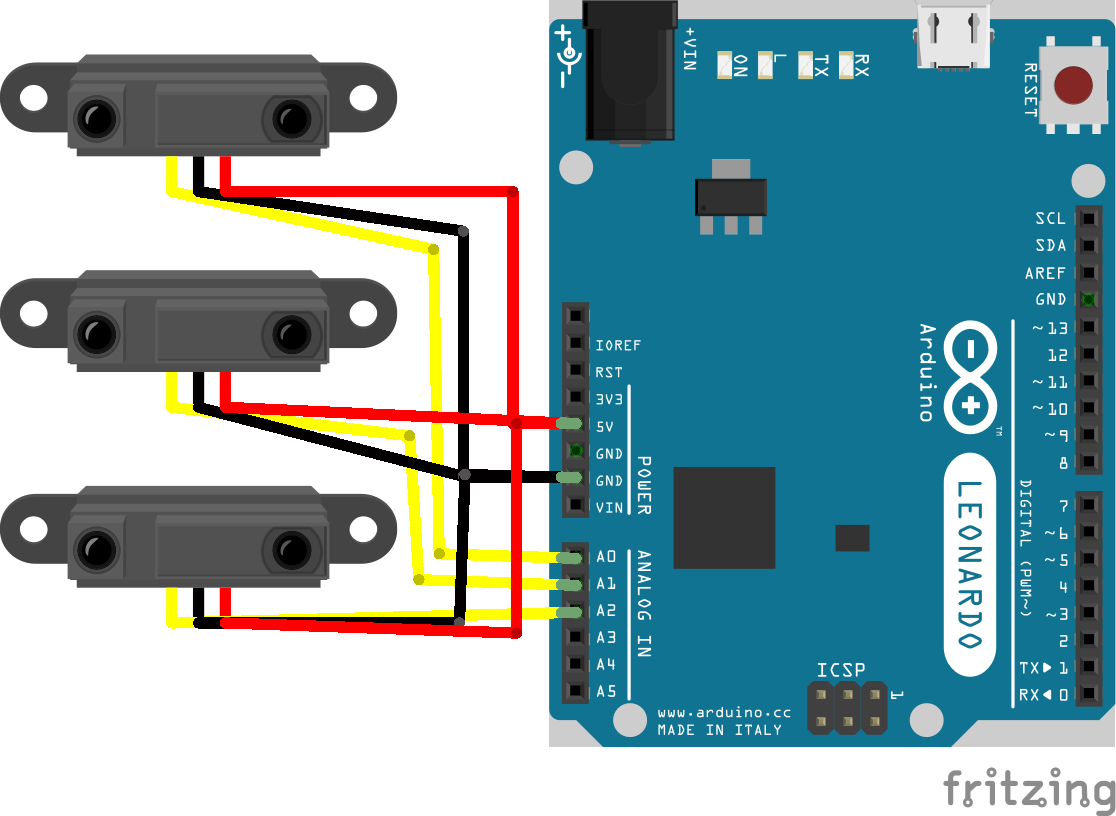 +VIN
ON
L
TX
RX
RESET
SCL
SDA
AREF
GND
~13
12
~11
~10
~9
8
IOREF
RST
3V3
5V
GND
GND
VIN
POWER
Arduino
TM
LEONARDO
DIGITAL (PWM~)
7
~6
~5
4
~3
2
TX▶ 1
RX◀ 0
A0
A1
A2
A3
A4
A5
ANALOG IN
ICSP
1
www.arduino.cc
MADE IN ITALY
fritzing